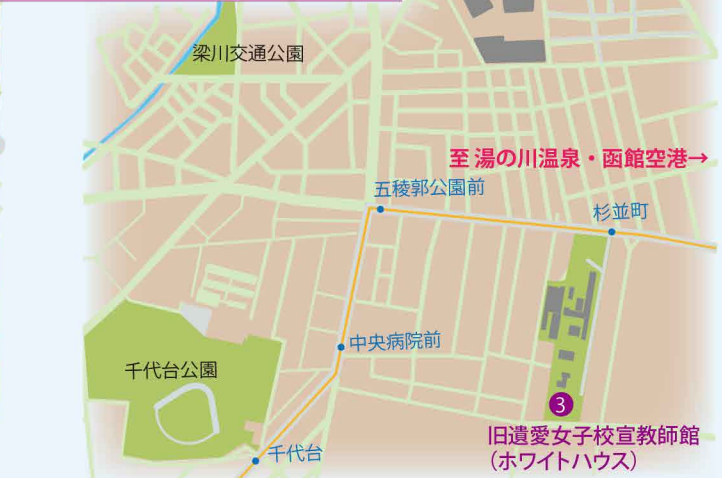 梁川交通公園
至 湯の川温泉・函館空港→
五稜郭公園前
杉並町
中央病院前
千代台公園
3
旧遺愛女子校宣教師館
（ホワイトハウス）
千代台